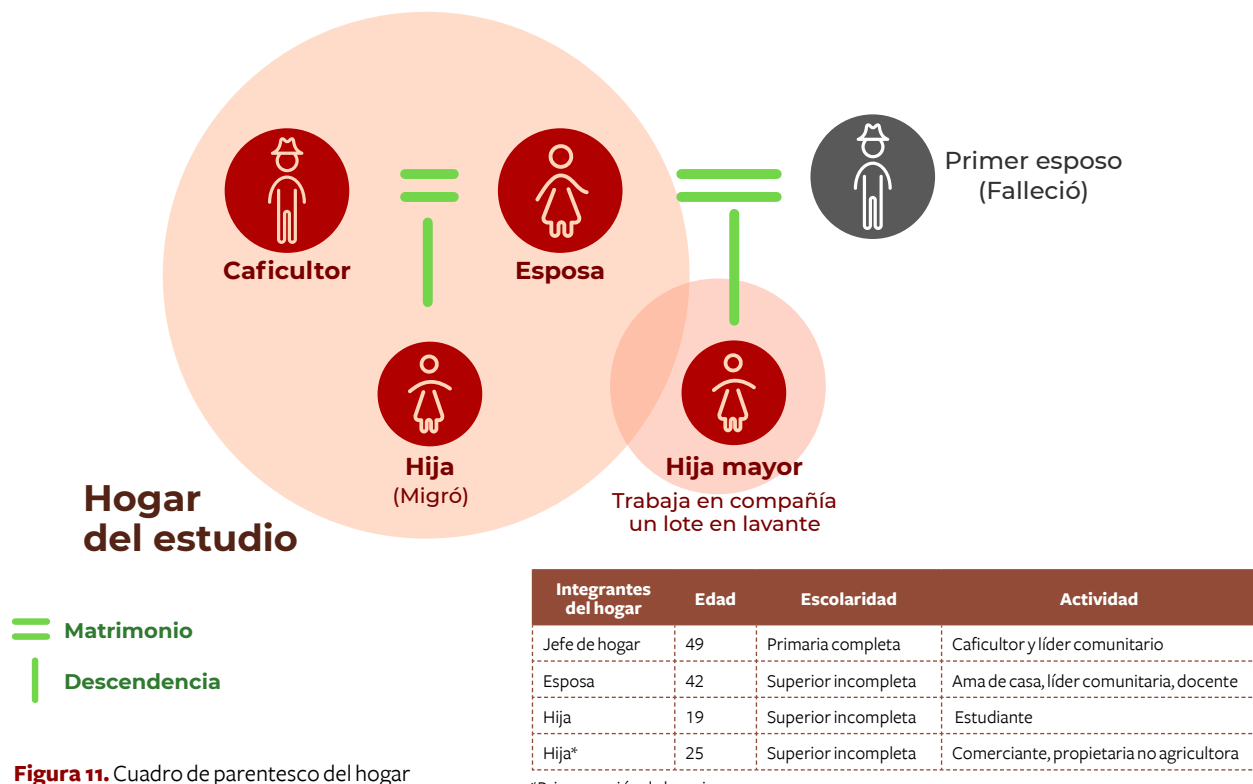 Primer esposo
(Falleció)
Caficultor
Esposa
Hija
(Migró)
Hija mayor
Trabaja en compañía
un lote en lavante
Hogar
del estudio
Matrimonio
Descendencia
Integrantes
del hogar Edad Escolaridad Actividad
Jefe de hogar 49 Primaria completa Caficultor y líder comunitario
Esposa 42 Superior incompleta Ama de casa, líder comunitaria, docente
Hija 19 Superior incompleta Estudiante
Hija* 25 Superior incompleta Comerciante, propietaria no agricultora
Figura 11. Cuadro de parentesco del hogar